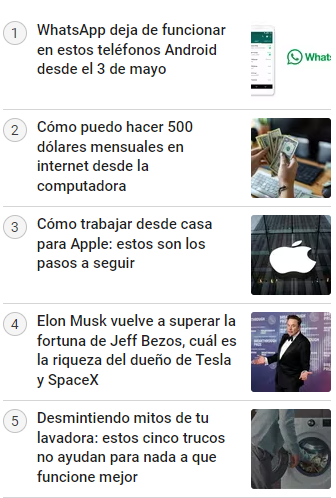 1
WhatsApp deja de funcionar
en estos teléfonos Android
desde el 3 de mayo
Whats
2
Cómo puedo hacer 500
dólares mensuales en
internet desde la
computadora
3
Cómo trabajar desde casa
para Apple: estos son los
pasos a seguir
4
Elon Musk vuelve a superar la
fortuna de Jeff Bezos, cuál es
la riqueza del dueño de Tesla
y SpaceX
5
Desmintiendo mitos de tu
lavadora: estos cinco trucos
no ayudan para nada a que
funcione mejor